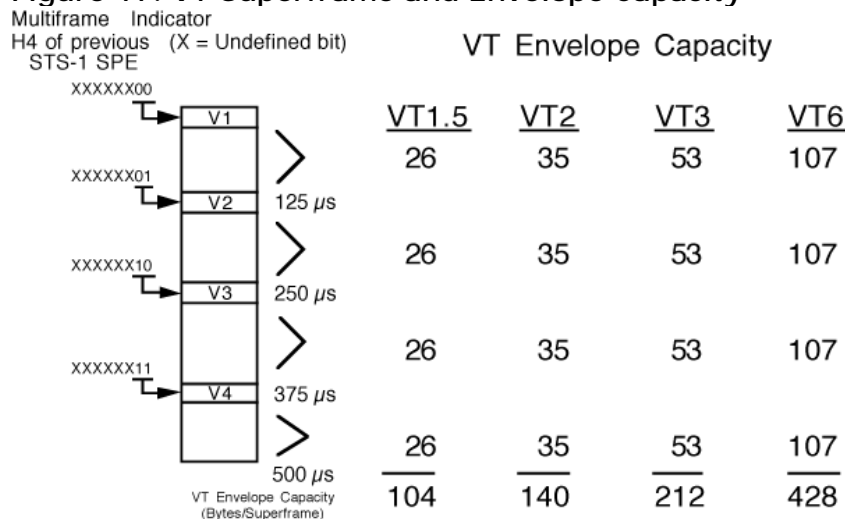 Multiframe Indicator
H4 of previous (X = Undefined bit)
STS-1 SPE
VT Envelope Capacity
XXXXXX00
V1
VT1.5 VT2 VT3 VT6
26 35 53 107
XXXXXX01
V2 125 µs
26 35 53 107
XXXXXX10
V3 250 µs
26 35 53 107
XXXXXX11
V4 375 µs
26 35 53 107
500 µs
VT Envelope Capacity
(Bytes/Superframe)
104 140 212 428